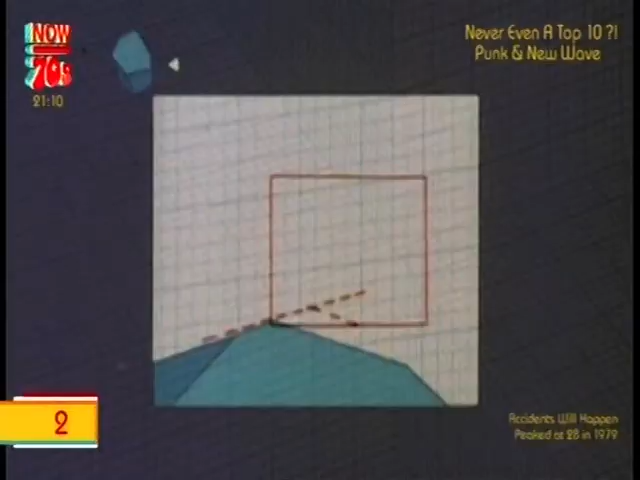 NOW
70s
21:10
Never Even A Top 10 ?!
Punk & New Wave
2
Accidents Will Happen
Peaked at 28 in 1979